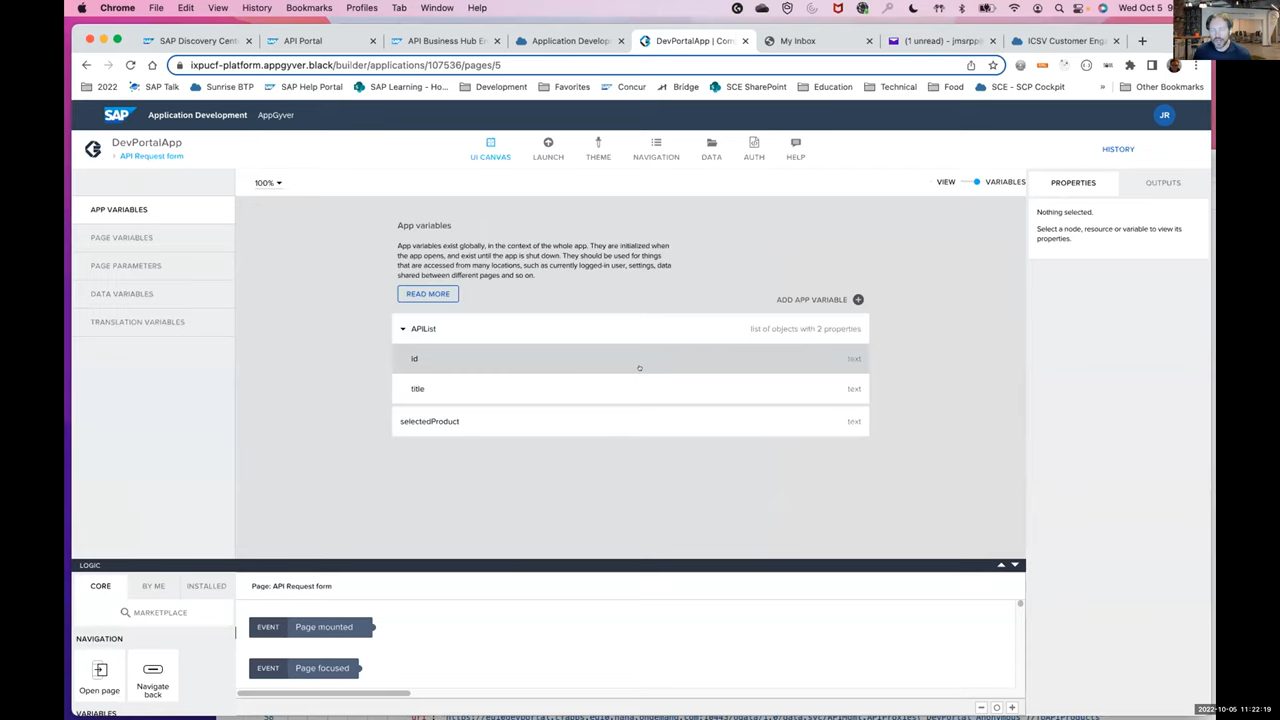 Chrome File Edit View History Bookmarks Profiles Tab Window Help
Wed Oct 5 9
SAP Discovery Cent
API Portal
API Business Hub E
Application Develop
DevPortalApp | Com
My Inbox
(1 unread) - jmsrppe
ICSV Customer Eng
ixpucf-platform.appgyver.black/builder/applications/107536/pages/5
2022 SAP Talk Sunrise BTP SAP Help Portal SAP Learning - Ho... Development Favorites Concur Bridge SCE SharePoint Education Technical Food SCE - SCP Cockpit » Other Bookmarks
SAP Application Development AppGyver JR
DevPortalApp
API Request form
UI CANVAS LAUNCH THEME NAVIGATION DATA AUTH HELP
HISTORY
100%
VIEW VARIABLES
PROPERTIES OUTPUTS
APP VARIABLES
PAGE VARIABLES
PAGE PARAMETERS
DATA VARIABLES
TRANSLATION VARIABLES
App variables
App variables exist globally, in the context of the whole app. They are initialized when
the app opens, and exist until the app is shut down. They should be used for things
that are accessed from many locations, such as currently logged-in user, settings, data
shared between different pages and so on.
READ MORE
ADD APP VARIABLE
APIList list of objects with 2 properties
id text
title text
selectedProduct text
Nothing selected.
Select a node, resource or variable to view its
properties.
LOGIC
CORE BY ME INSTALLED
MARKETPLACE
NAVIGATION
Open page
Navigate
back
VARIABLES
Page: API Request form
EVENT Page mounted
EVENT Page focused
2022-10-05 11:22:19